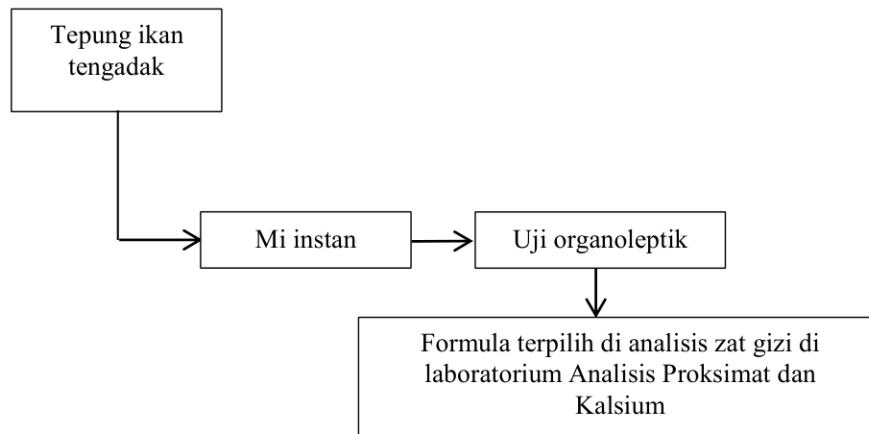 Tepung ikan
tengadak
Mi instan
Uji organoleptik
Formula terpilih di analisis zat gizi di
laboratorium Analisis Proksimat dan
Kalsium